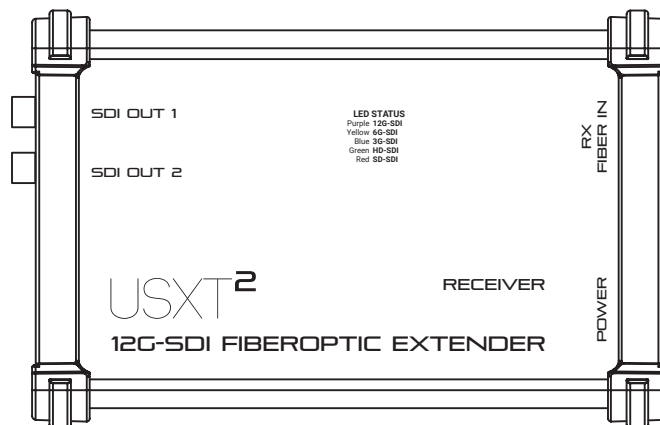 SDI OUT 1
SDI OUT 2
LED STATUS
Purple 12G-SDI
Yellow 6G-SDI
Blue 3G-SDI
Green HD-SDI
Red SD-SDI
RX
FIBER IN
USXT²
RECEIVER
POWER
12G-SDI FIBEROPTIC EXTENDER